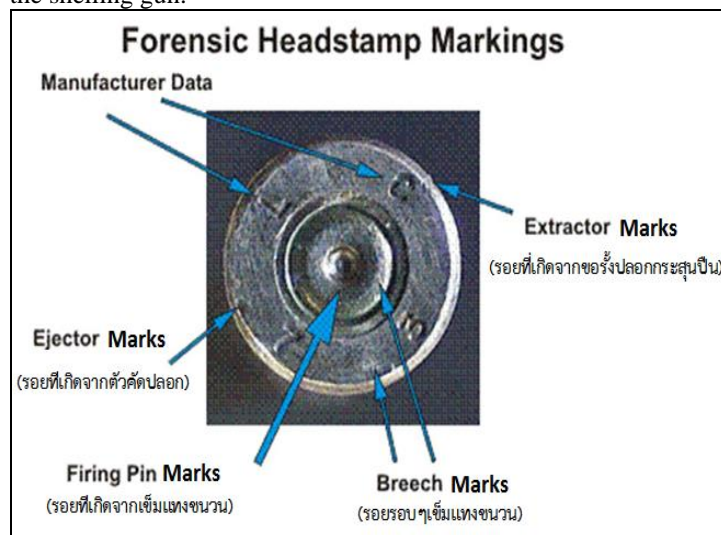 Forensic Headstamp Markings
Manufacturer Data
Extractor Marks
(รอยที่เกิดจากขอรั้งปลอกกระสุนปืน)
Ejector Marks
(รอยที่เกิดจากตัวคัดปลอก)
Firing Pin Marks
(รอยที่เกิดจากเข็มแทงชนวน)
Breech Marks
(รอยรอบๆเข็มแทงชนวน)